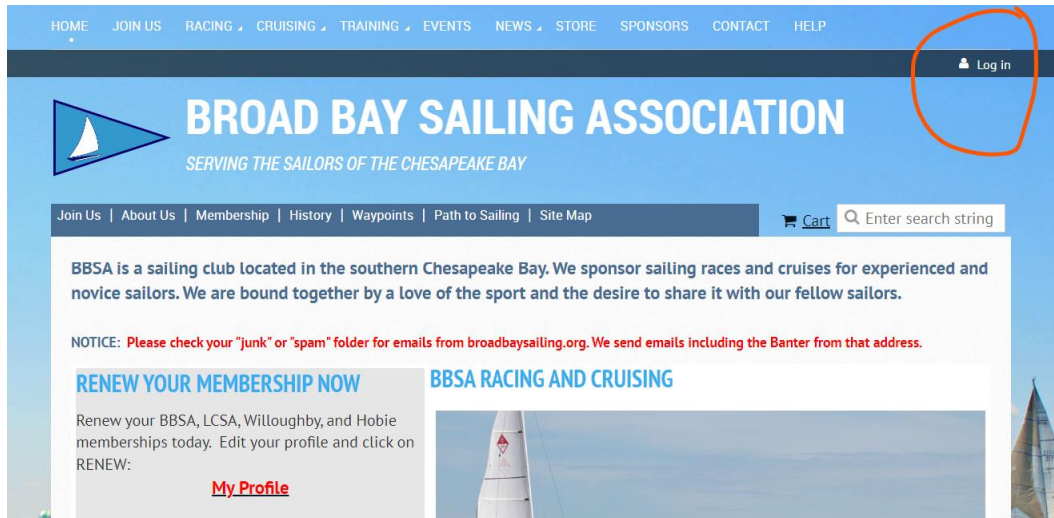 HOME JOIN US RACING CRUISING TRAINING EVENTS NEWS STORE SPONSORS CONTACT HELP
Log in
BROAD BAY SAILING ASSOCIATION
SERVING THE SAILORS OF THE CHESAPEAKE BAY
Join Us | About Us | Membership | History | Waypoints | Path to Sailing | Site Map
Cart Enter search string
BBSA is a sailing club located in the southern Chesapeake Bay. We sponsor sailing races and cruises for experienced and
novice sailors. We are bound together by a love of the sport and the desire to share it with our fellow sailors.
NOTICE: Please check your "junk" or "spam" folder for emails from broadbaysailing.org. We send emails including the Banter from that address.
RENEW YOUR MEMBERSHIP NOW
Renew your BBSA, LCSA, Willoughby, and Hobie
memberships today. Edit your profile and click on
RENEW:
My Profile
BBSA RACING AND CRUISING